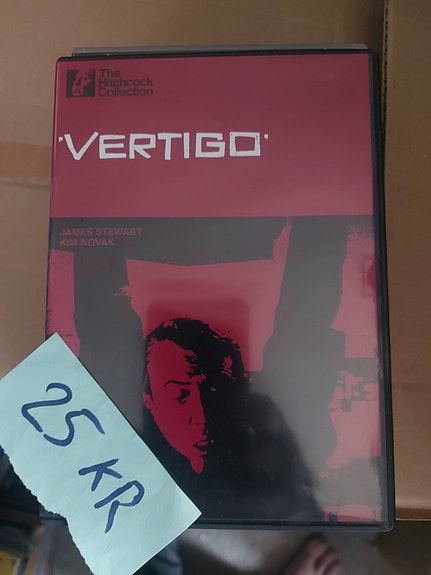 The
Hitchcock
Collection
'VERTIGO'
JAMES STEWART
KIM NOVAK
25 KR